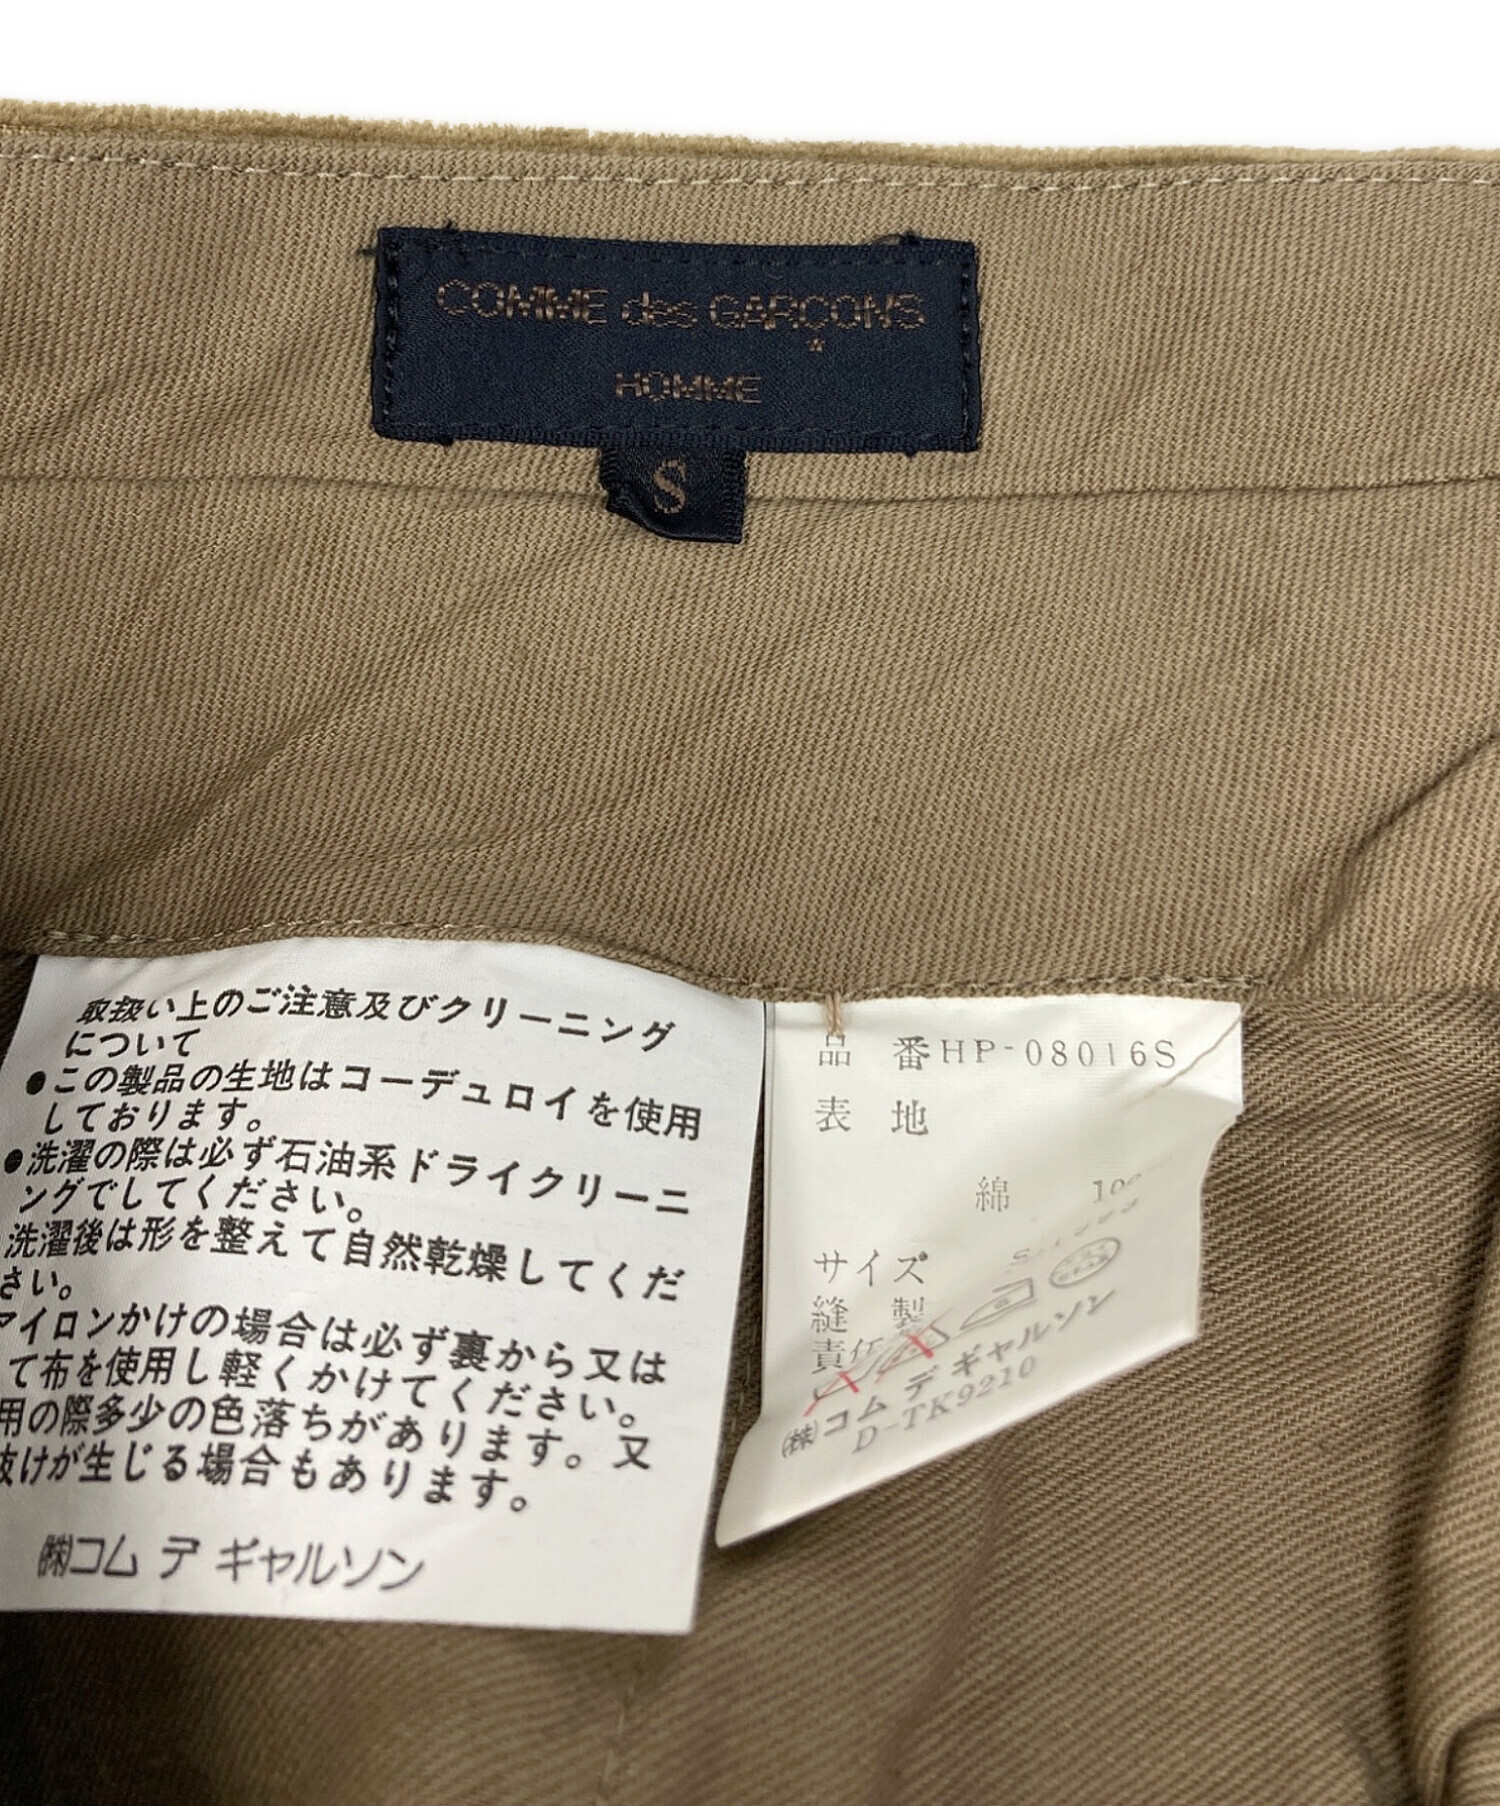 COMME des GARÇONS
HOMME
S
取扱い上のご注意及びクリーニング
について
●この製品の生地はコーデュロイを使用
しております。
●洗濯の際は必ず石油系ドライクリーニ
ングでしてください。
洗濯後は形を整えて自然乾燥してくだ
さい。
アイロンかけの場合は必ず裏から又は
て布を使用し軽くかけてください。
用の際多少の色落ちがあります。又
抜けが生じる場合もあります。
㈱コム デ ギャルソン
品 番 HP-08016S
表 地
綿
サイズ
縫 製
責任
㈱コム デ ギャルソン
D-TK9210